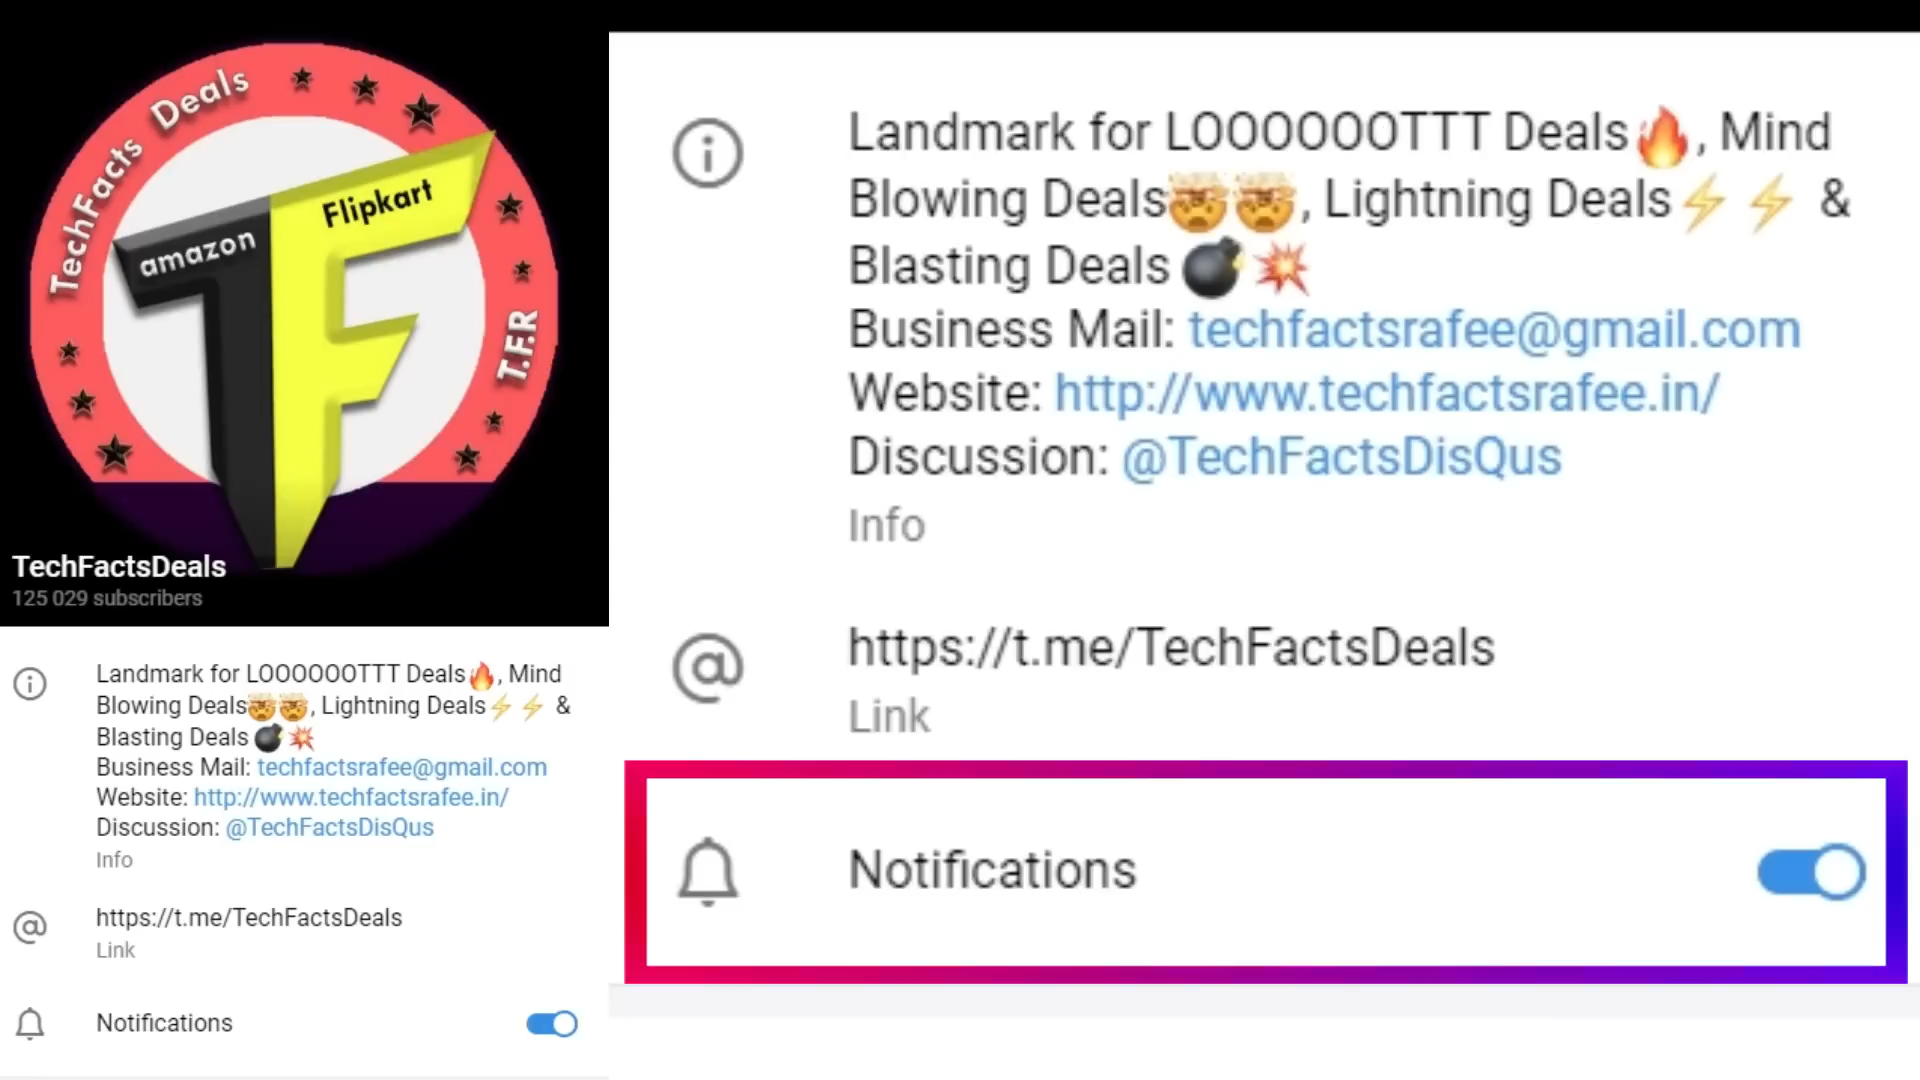 TechFacts Deals
T.F.R
amazon
Flipkart
TechFactsDeals
125 029 subscribers
Landmark for LOOOOOOTTT Deals🔥, Mind
Blowing Deals🤯🤯, Lightning Deals⚡⚡ &
Blasting Deals 💣💥
Business Mail: techfactsrafee@gmail.com
Website: http://www.techfactsrafee.in/
Discussion: @TechFactsDisQus
Info
https://t.me/TechFactsDeals
Link
Notifications
Landmark for LOOOOOOTTT Deals🔥, Mind
Blowing Deals🤯🤯, Lightning Deals⚡⚡ &
Blasting Deals 💣💥
Business Mail: techfactsrafee@gmail.com
Website: http://www.techfactsrafee.in/
Discussion: @TechFactsDisQus
Info
https://t.me/TechFactsDeals
Link
Notifications